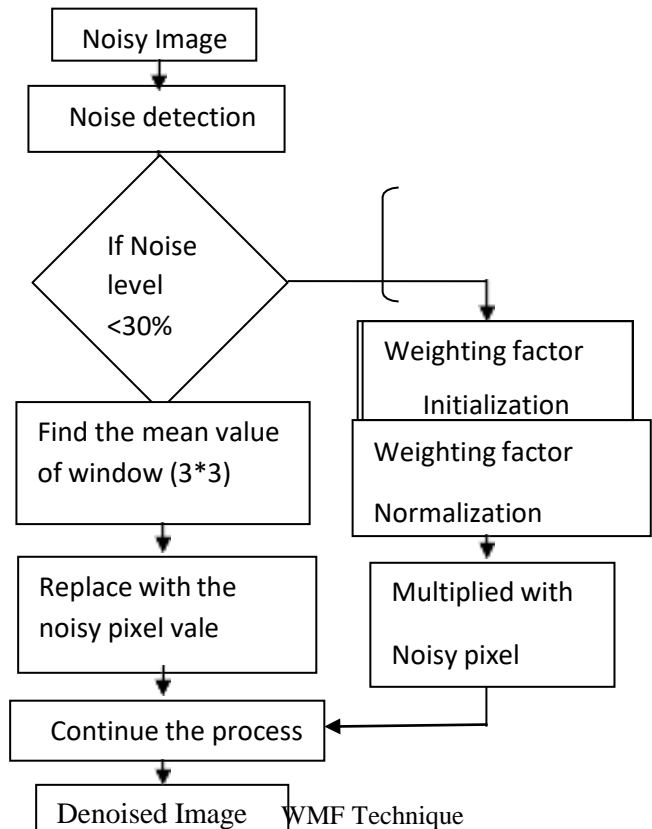 Noisy Image
Noise detection
If Noise
level
<30%
Weighting factor
Initialization
Find the mean value
of window (3*3)
Weighting factor
Normalization
Replace with the
noisy pixel vale
Multiplied with
Noisy pixel
Continue the process
Denoised Image WMF Technique